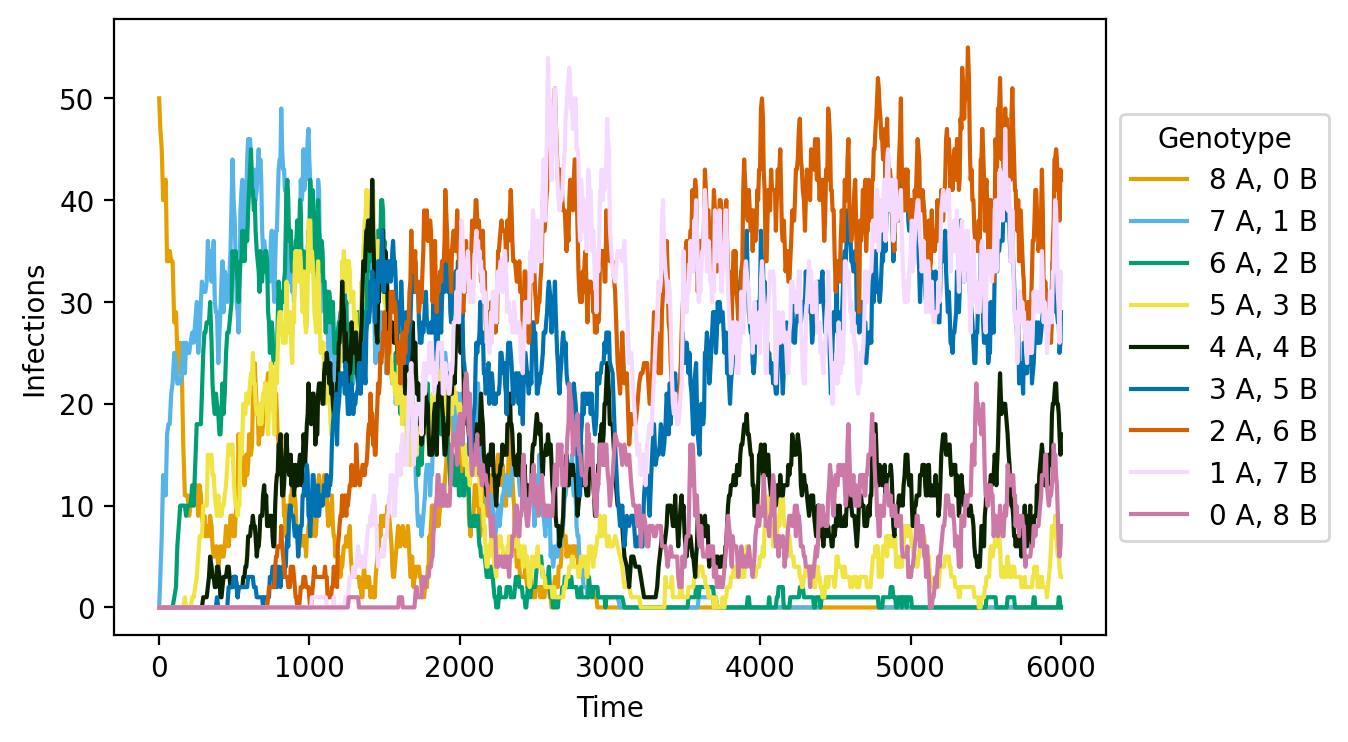 50
40
30
20
10
0
Infections
0 1000 2000 3000 4000 5000 6000
Time
Genotype
8 A, 0 B
7 A, 1 B
6 A, 2 B
5 A, 3 B
4 A, 4 B
3 A, 5 B
2 A, 6 B
1 A, 7 B
0 A, 8 B